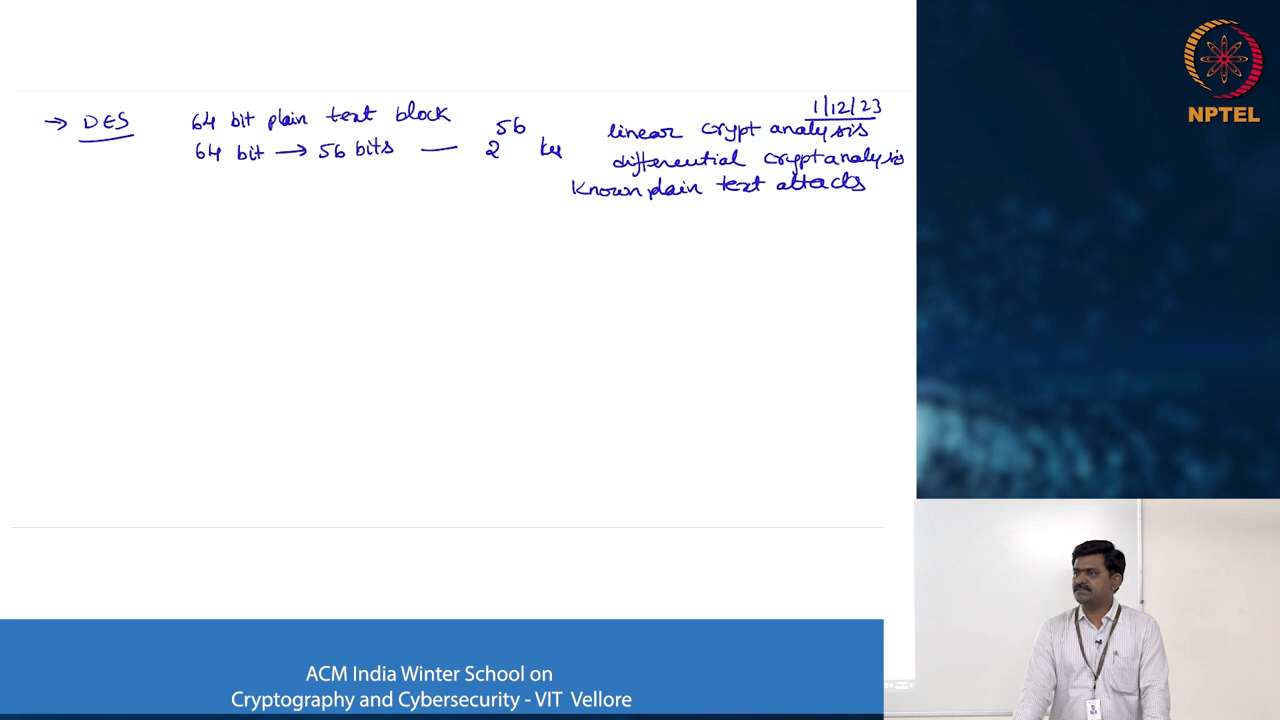 1/12/23
→ DES 64 bit plain text block
64 bit → 56 bits — 2^56 key
linear crypt analysis
differential cryptanalysis
Known plain text attacks
NPTEL
ACM India Winter School on
Cryptography and Cybersecurity - VIT Vellore